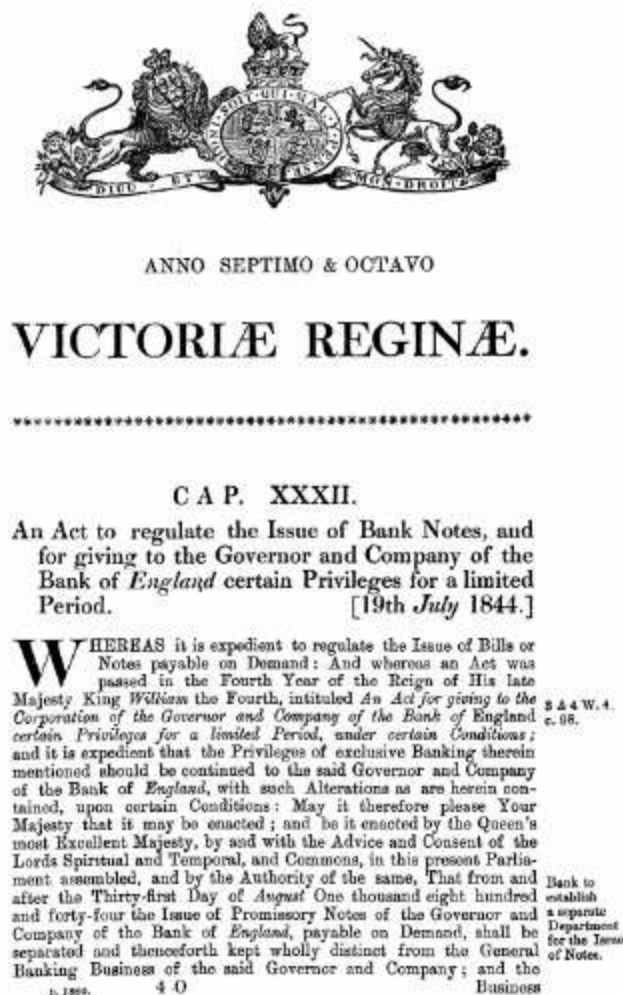 HONI · SOIT · QUI · MAL · Y · PENSE
DIEU · ET MON · DROIT
ANNO SEPTIMO & OCTAVO
VICTORIÆ REGINÆ.
CAP. XXXII.
An Act to regulate the Issue of Bank Notes, and
for giving to the Governor and Company of the
Bank of England certain Privileges for a limited
Period. [19th July 1844.]
WHEREAS it is expedient to regulate the Issue of Bills or
Notes payable on Demand: And whereas an Act was
passed in the Fourth Year of the Reign of His late
Majesty King William the Fourth, intituled An Act for giving to the
Corporation of the Governor and Company of the Bank of England
certain Privileges for a limited Period, under certain Conditions;
and it is expedient that the Privileges of exclusive Banking therein
mentioned should be continued to the said Governor and Company
of the Bank of England, with such Alterations as are herein con-
tained, upon certain Conditions: May it therefore please Your
Majesty that it may be enacted; and be it enacted by the Queen's
most Excellent Majesty, by and with the Advice and Consent of the
Lords Spiritual and Temporal, and Commons, in this present Parlia-
ment assembled, and by the Authority of the same, That from and
after the Thirty-first Day of August One thousand eight hundred
and forty-four the Issue of Promissory Notes of the Governor and
Company of the Bank of England, payable on Demand, shall be
separated and thenceforth kept wholly distinct from the General
Banking Business of the said Governor and Company; and the
4 O Business
3 & 4 W. 4.
c. 98.
Bank to
establish
a separate
Department
for the Issue
of Notes.